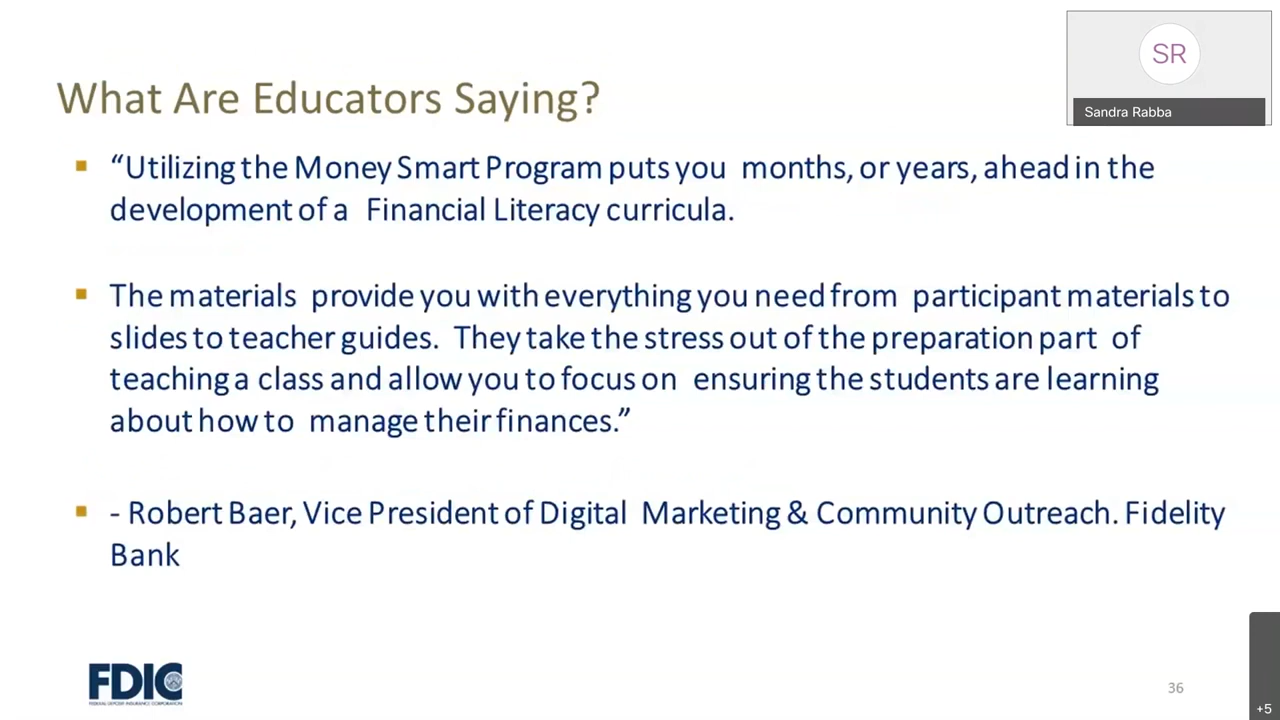 SR
Sandra Rabba
What Are Educators Saying?
“Utilizing the Money Smart Program puts you months, or years, ahead in the
development of a Financial Literacy curricula.
The materials provide you with everything you need from participant materials to
slides to teacher guides. They take the stress out of the preparation part of
teaching a class and allow you to focus on ensuring the students are learning
about how to manage their finances.”
- Robert Baer, Vice President of Digital Marketing & Community Outreach. Fidelity
Bank
FDIC
FEDERAL DEPOSIT INSURANCE CORPORATION
36
+5